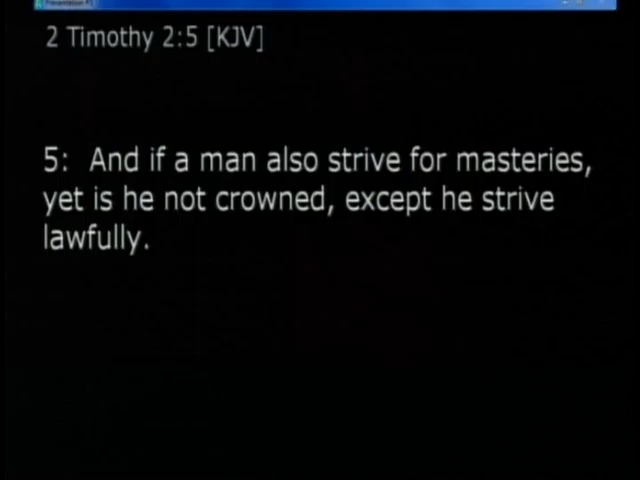 2 Timothy 2:5 [KJV]
5: And if a man also strive for masteries,
yet is he not crowned, except he strive
lawfully.